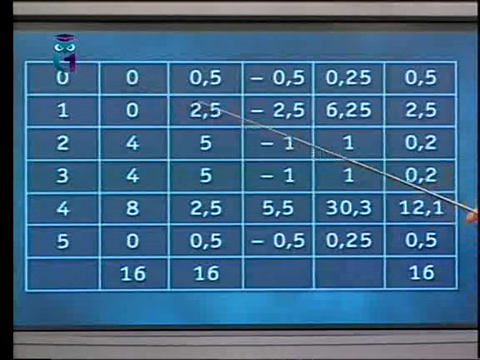 0 0 0,5 – 0,5 0,25 0,5
1 0 2,5 – 2,5 6,25 2,5
2 4 5 – 1 1 0,2
3 4 5 – 1 1 0,2
4 8 2,5 5,5 30,3 12,1
5 0 0,5 – 0,5 0,25 0,5
16 16 16